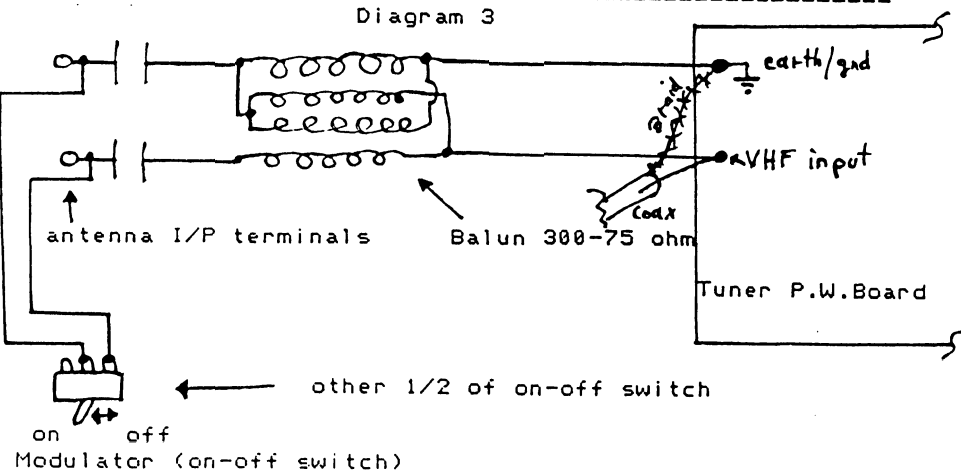 Diagram 3
earth/gnd
Braid
VHF input
Coax
antenna I/P terminals
Balun 300-75 ohm
Tuner P.W.Board
other 1/2 of on-off switch
on off
Modulator (on-off switch)